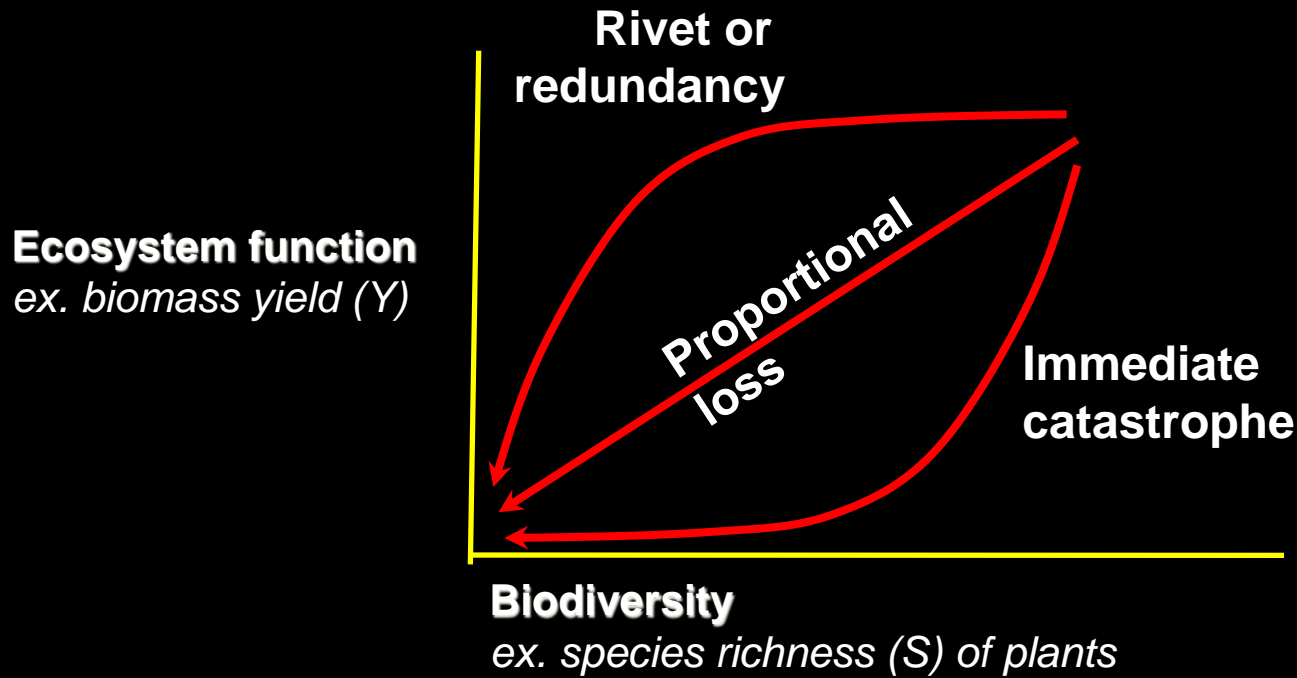 Rivet or
redundancy
Ecosystem function
ex. biomass yield (Y)
Proportional
loss
Immediate
catastrophe
Biodiversity
ex. species richness (S) of plants